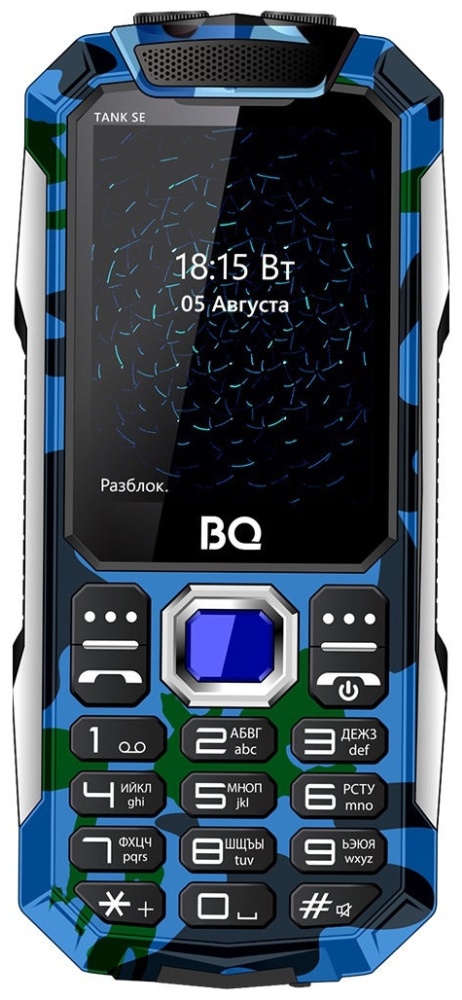 TANK SE
18:15 Вт
05 Августа
Разблок.
BQ
1
2 АБВГ abc
3 ДЕЖЗ def
4 ИЙКЛ ghi
5 МНОП jkl
6 РСТУ mno
7 ФХЦЧ pqrs
8 ШЩЪЫ tuv
9 ЬЭЮЯ wxyz
* +
0
#